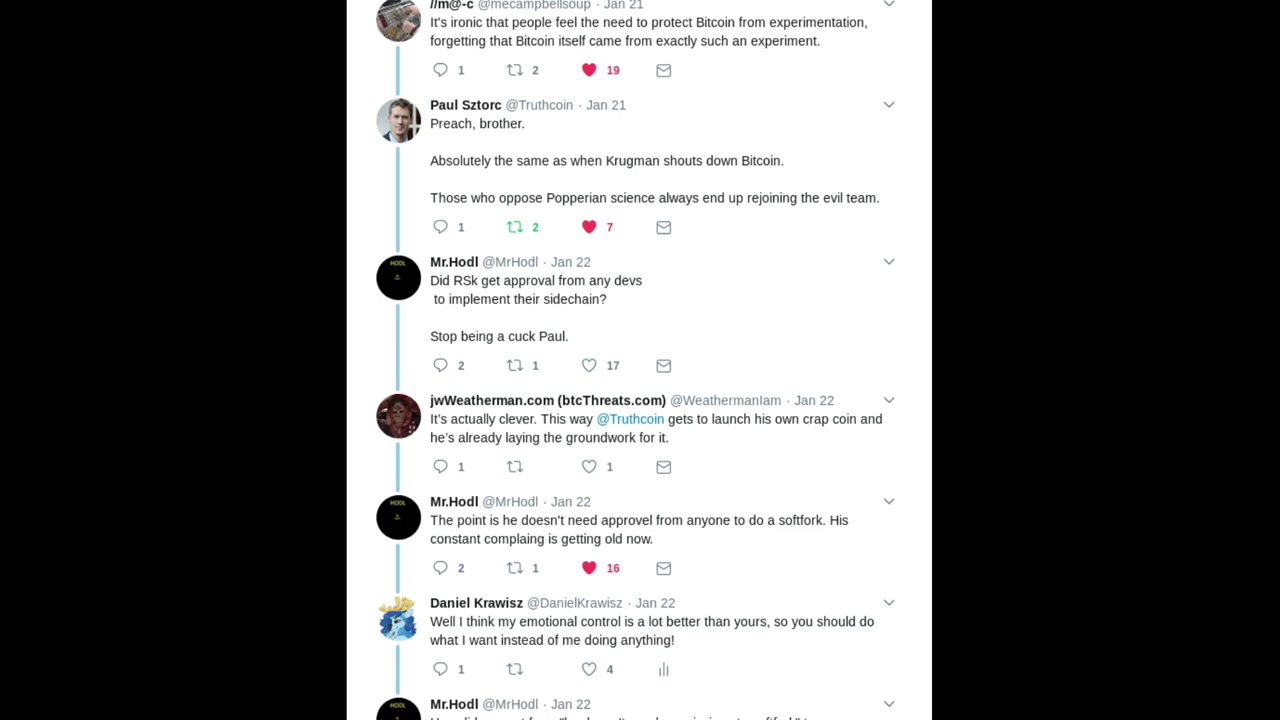 //m@-c @mecampbellsoup · Jan 21
It's ironic that people feel the need to protect Bitcoin from experimentation,
forgetting that Bitcoin itself came from exactly such an experiment.
1 2 19
Paul Sztorc @Truthcoin · Jan 21
Preach, brother.
Absolutely the same as when Krugman shouts down Bitcoin.
Those who oppose Popperian science always end up rejoining the evil team.
1 2 7
HODL
Mr.Hodl @MrHodl · Jan 22
Did RSk get approval from any devs
to implement their sidechain?
Stop being a cuck Paul.
2 1 17
jwWeatherman.com (btcThreats.com) @WeathermanIam · Jan 22
It's actually clever. This way @Truthcoin gets to launch his own crap coin and
he's already laying the groundwork for it.
1 1
HODL
Mr.Hodl @MrHodl · Jan 22
The point is he doesn't need approvel from anyone to do a softfork. His
constant complaing is getting old now.
2 1 16
Daniel Krawisz @DanielKrawisz · Jan 22
Well I think my emotional control is a lot better than yours, so you should do
what I want instead of me doing anything!
1 4
HODL
Mr.Hodl @MrHodl · Jan 22